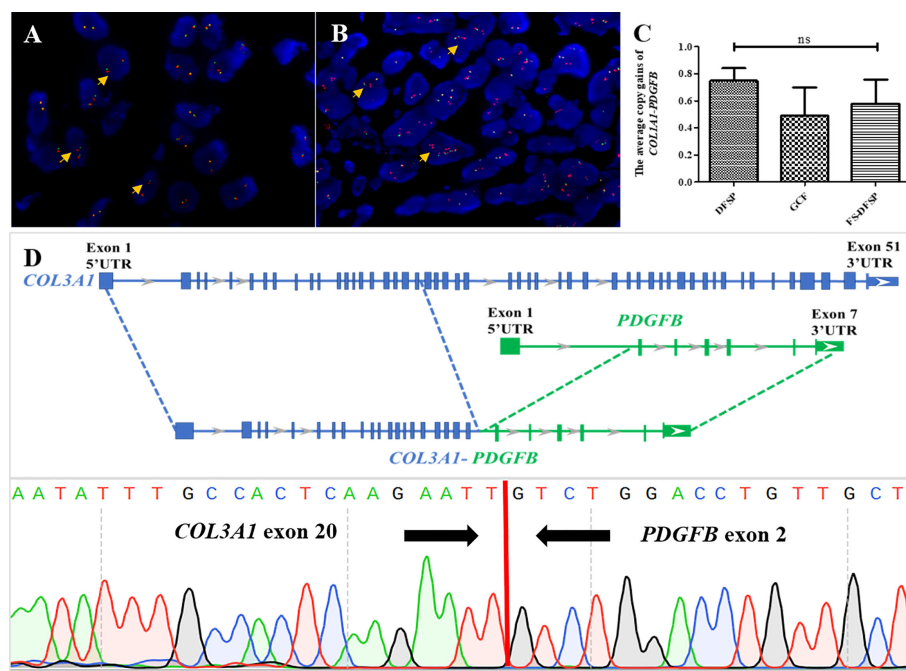 A
B
C
ns
The average copy gains of
COL1A1-PDGFB
1.0
0.8
0.6
0.4
0.2
0.0
DFSP
GCF
FS-DFSP
D
Exon 1
5'UTR
COL3A1
Exon 51
3'UTR
Exon 1
5'UTR
PDGFB
Exon 7
3'UTR
COL3A1- PDGFB
A A T A T T T G C C A C T C A A G A A T T G T C T G G A C C T G T T G C T
COL3A1 exon 20
PDGFB exon 2